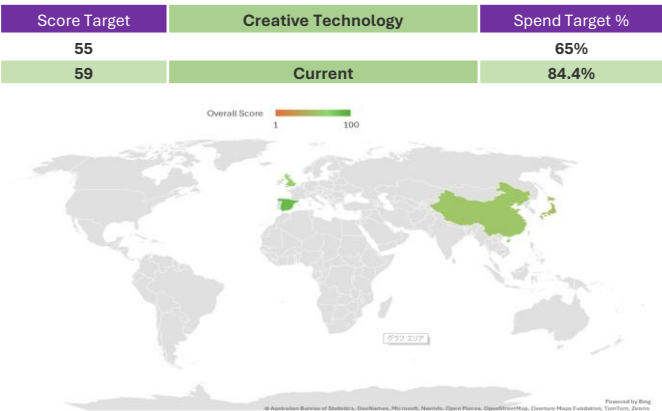 Score Target Creative Technology Spend Target %
55 65%
59 Current 84.4%
Overall Score
1 100
グラフ エリア
Powered by Bing
© Australian Bureau of Statistics, GeoNames, Microsoft, Navinfo, Open Places, OpenStreetMap, Overture Maps Fundation, TomTom, Zenrin